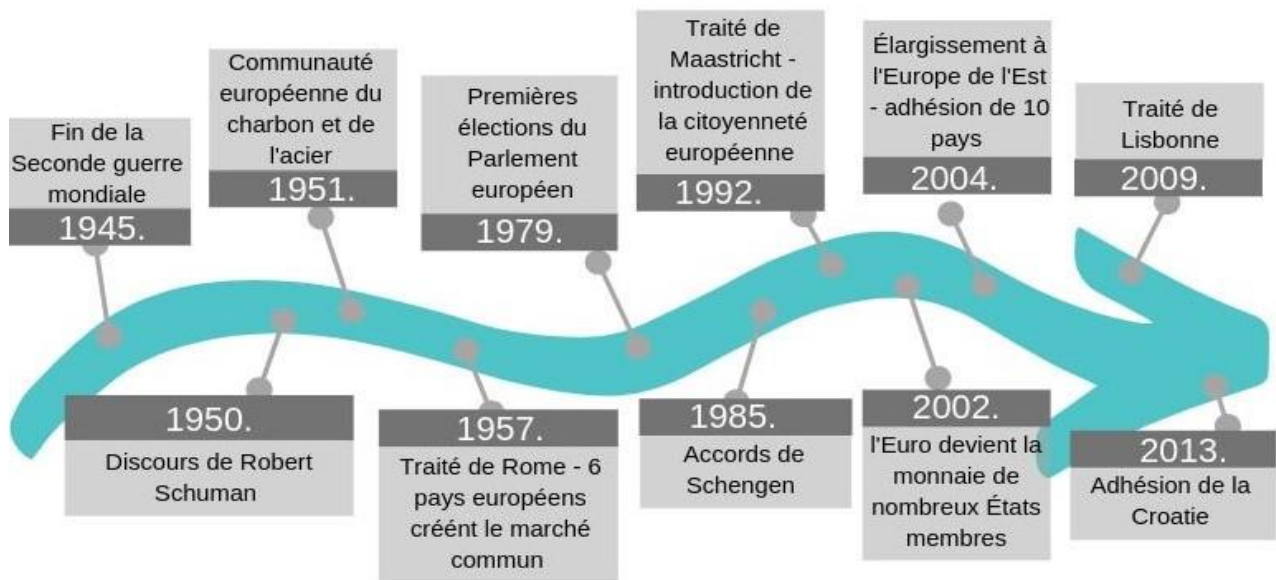 Fin de la
Seconde guerre
mondiale
1945.
Discours de Robert
Schuman
1950.
Communauté
européenne du
charbon et de
l'acier
1951.
1957.
Traité de Rome - 6
pays européens
créént le marché
commun
Premières
élections du
Parlement
européen
1979.
1985.
Accords de
Schengen
Traité de
Maastricht -
introduction de
la citoyenneté
européenne
1992.
2002.
l'Euro devient la
monnaie de
nombreux États
membres
Élargissement à
l'Europe de l'Est
- adhésion de 10
pays
2004.
Traité de
Lisbonne
2009.
2013.
Adhésion de la
Croatie